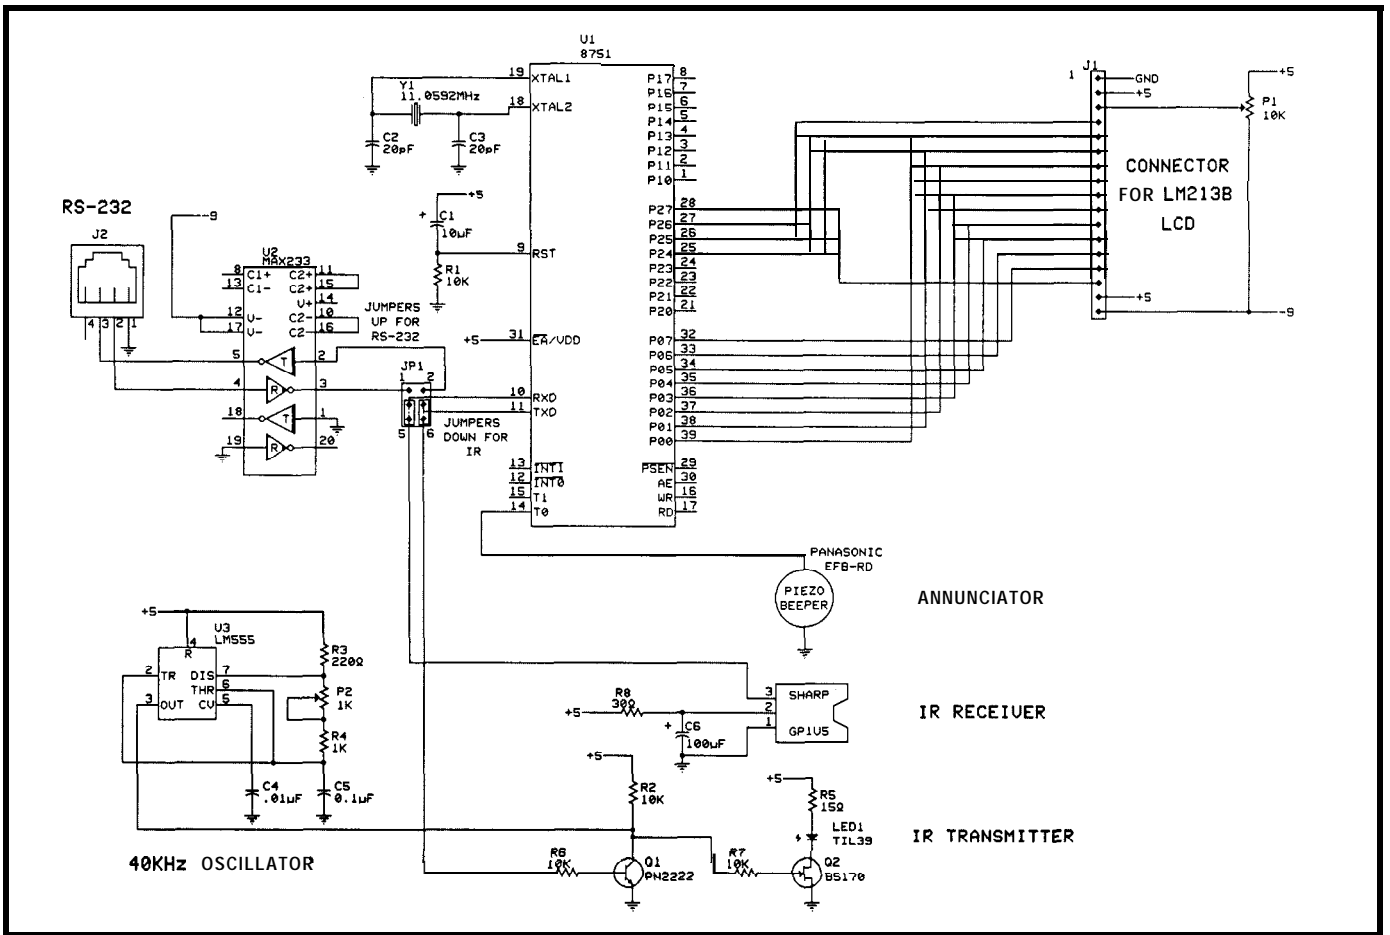 U1
8751
19 XTAL1
18 XTAL2
9 RST
31 EA/VDD
10 RXD
11 TXD
13 INT1
12 INT0
15 T1
14 T0
P17 8
P16 7
P15 6
P14 5
P13 4
P12 3
P11 2
P10 1
P27 28
P26 27
P25 26
P24 25
P23 24
P22 23
P21 22
P20 21
P07 32
P06 33
P05 34
P04 35
P03 36
P02 37
P01 38
P00 39
PSEN 29
AE 30
WR 16
RD 17
Y1
11.0592MHz
C2
20pF
C3
20pF
+5
+ C1
10µF
R1
10K
+5
J1
1
GND
+5
+5
P1
10K
CONNECTOR
FOR LM213B
LCD
+5
-9
RS-232
J2
4 3 2 1
-9
U2
MAX233
8 C1+ C2+ 11
13 C1- C2+ 15
V+ 14
12 V- C2- 10
17 V- C2- 16
5 T 2
4 R 3
18 T 1
19 R 20
JUMPERS
UP FOR
RS-232
JP1
1 2
5 6
JUMPERS
DOWN FOR
IR
PANASONIC
EFB-RD
PIEZO
BEEPER
ANNUNCIATOR
+5
U3
LM555
4
R
2 TR DIS 7
THR 6
3 OUT CV 5
R3
220Ω
P2
1K
R4
1K
C4
.01µF
C5
0.1µF
40KHz OSCILLATOR
R8
30Ω
+5
+ C6
100µF
3 SHARP
2
1 GP1U5
IR RECEIVER
+5
R2
10K
R6
10K
Q1
PN2222
R7
10K
+5
R5
15Ω
LED1
TIL39
Q2
BS170
IR TRANSMITTER